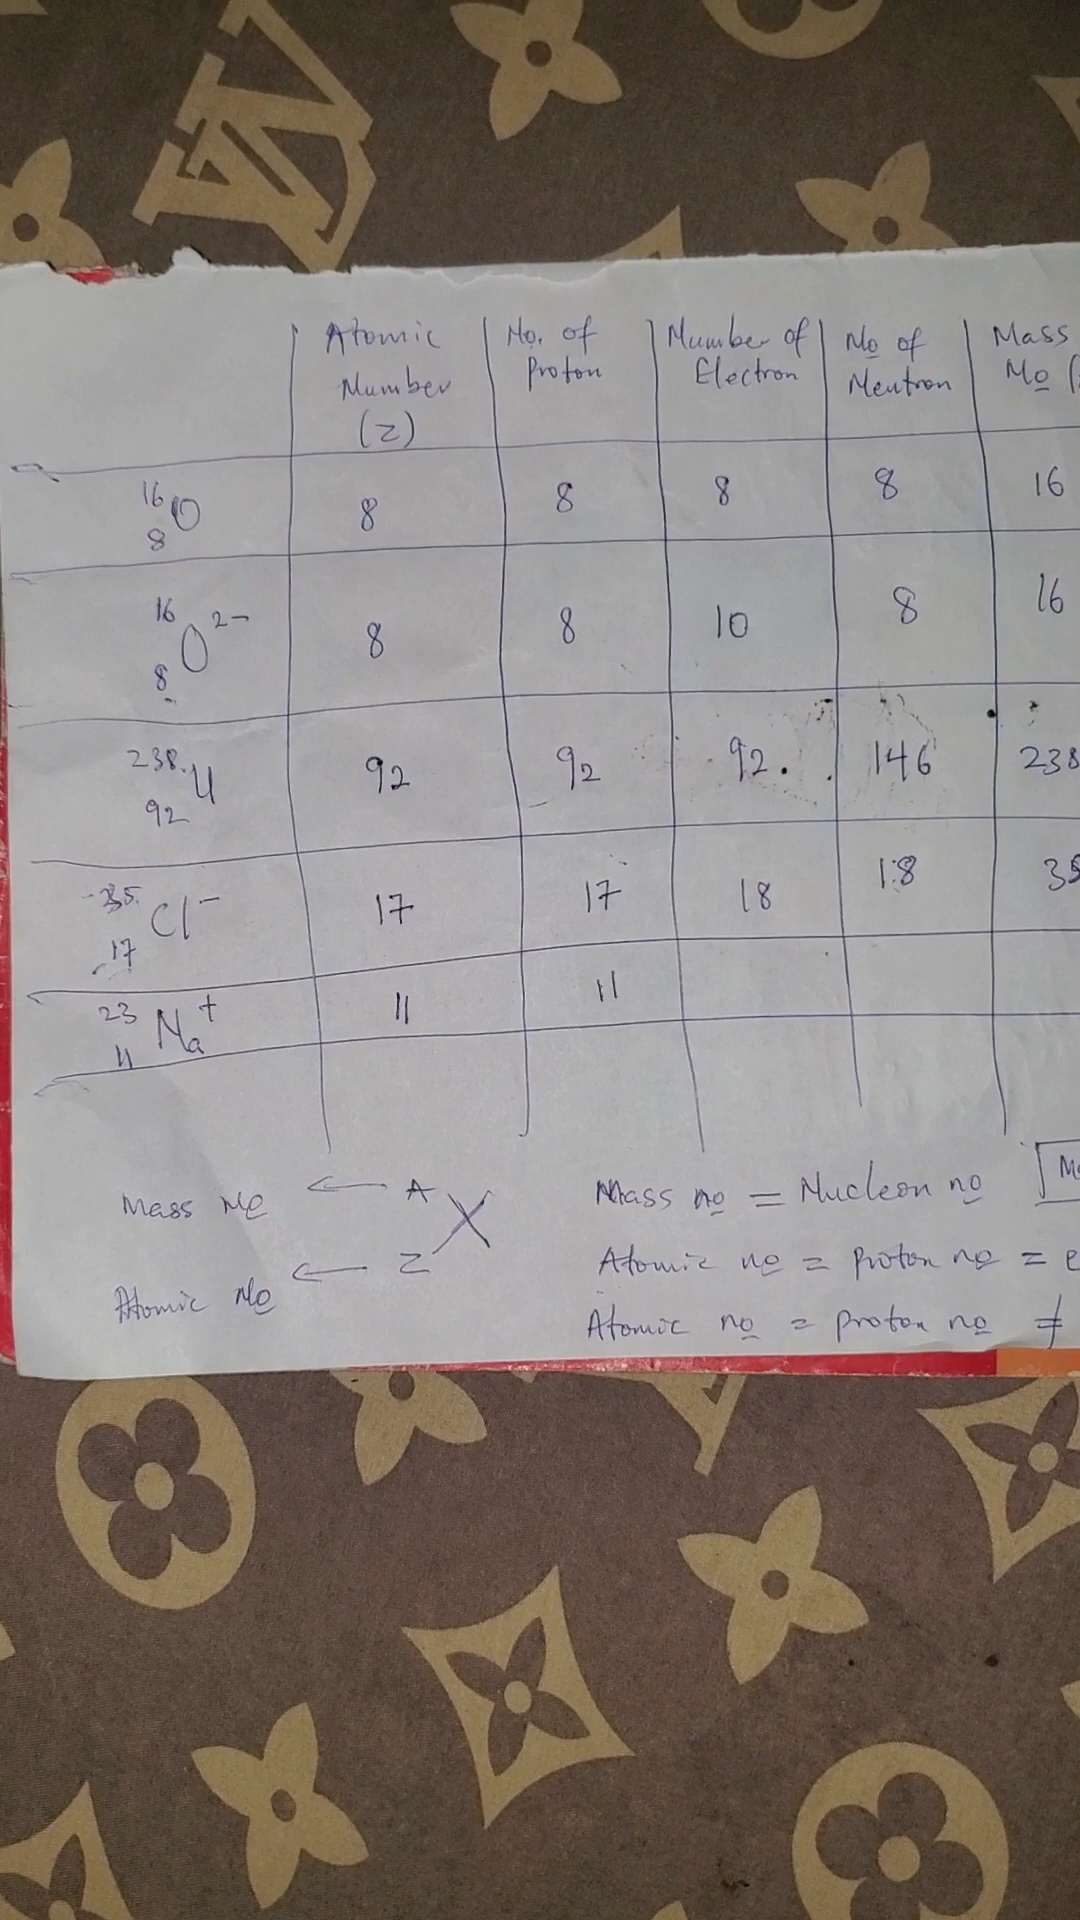 Atomic Number (Z) | No. of Proton | Number of Electron | No of Neutron | Mass No
16 8 O | 8 | 8 | 8 | 8 | 16
16 8 O 2- | 8 | 8 | 10 | 8 | 16
238 92 U | 92 | 92 | 92 | 146 | 238
35 17 Cl - | 17 | 17 | 18 | 18 | 35
23 11 Na + | 11 | 11
Mass No ← A X
Atomic No ← Z
Mass no = Nucleon no
Atomic no = proton no = e
Atomic no = proton no ≠